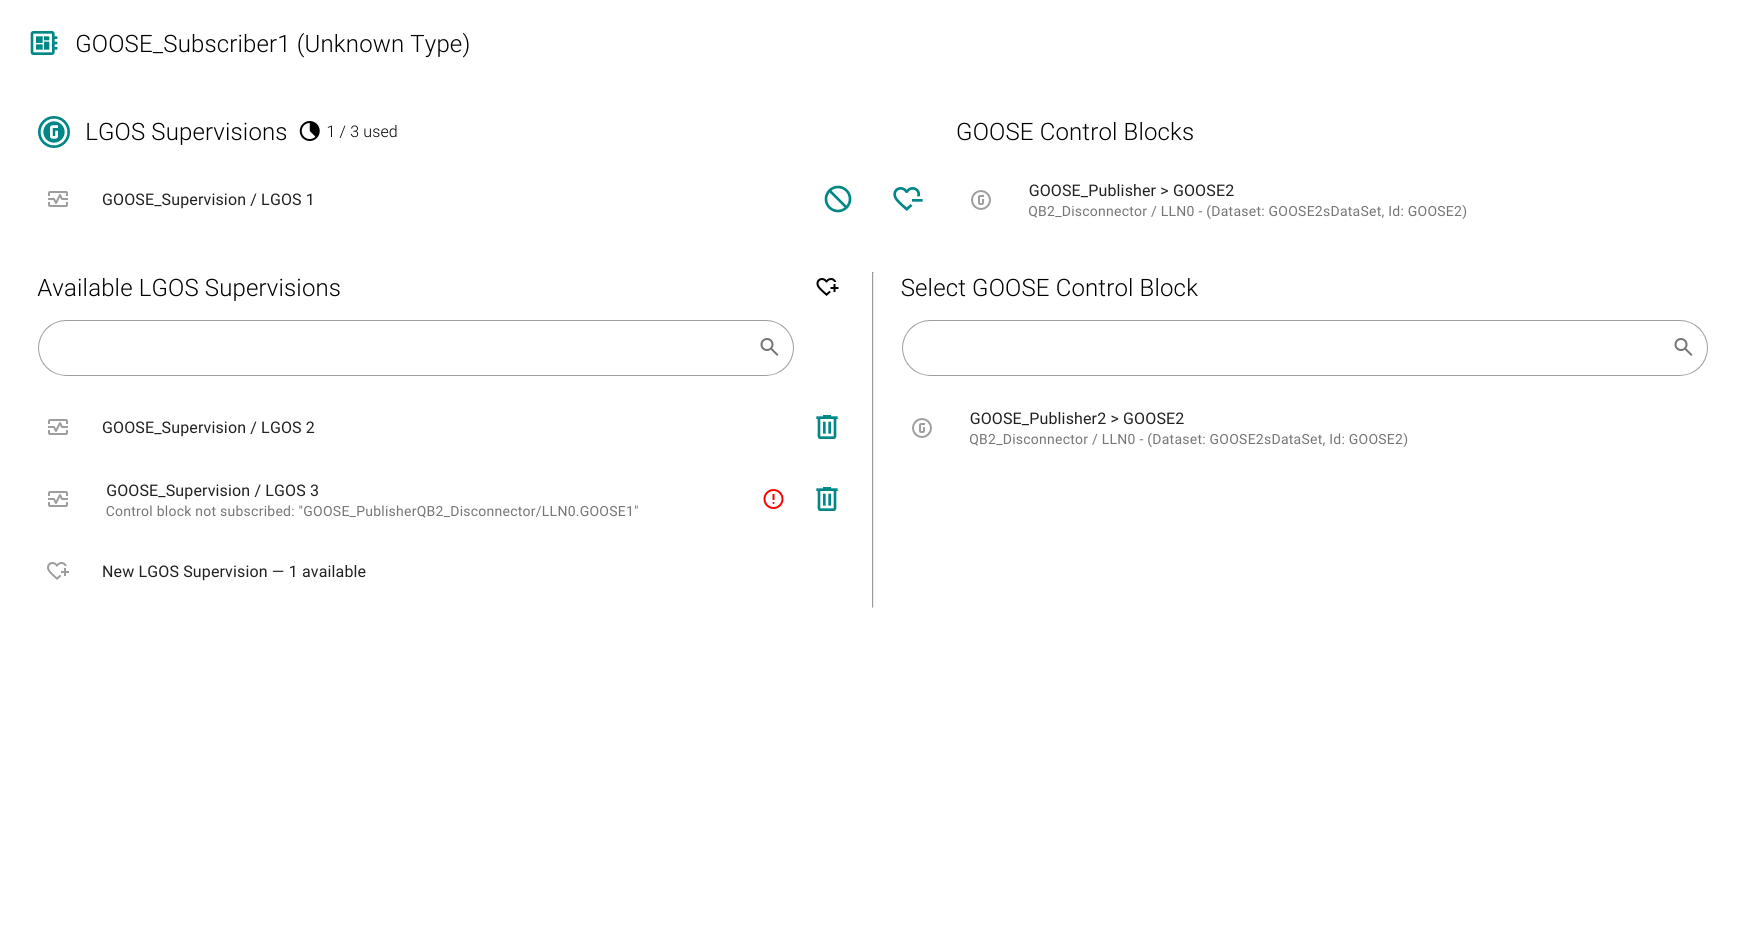 GOOSE_Subscriber1 (Unknown Type)
LGOS Supervisions 1 / 3 used
GOOSE Control Blocks
GOOSE_Supervision / LGOS 1
GOOSE_Publisher > GOOSE2
QB2_Disconnector / LLN0 - (Dataset: GOOSE2sDataSet, Id: GOOSE2)
Available LGOS Supervisions
GOOSE_Supervision / LGOS 2
GOOSE_Supervision / LGOS 3
Control block not subscribed: "GOOSE_PublisherQB2_Disconnector/LLN0.GOOSE1"
New LGOS Supervision — 1 available
Select GOOSE Control Block
GOOSE_Publisher2 > GOOSE2
QB2_Disconnector / LLN0 - (Dataset: GOOSE2sDataSet, Id: GOOSE2)